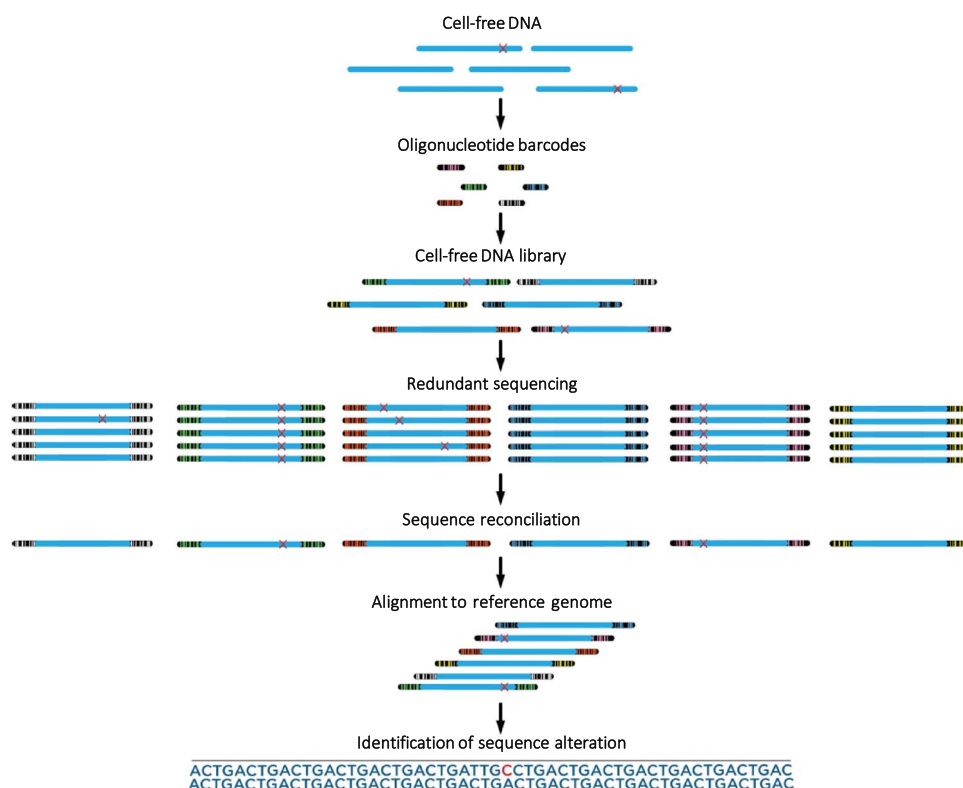 Cell-free DNA
Oligonucleotide barcodes
Cell-free DNA library
Redundant sequencing
Sequence reconciliation
Alignment to reference genome
Identification of sequence alteration
ACTGACTGACTGACTGACTGACTGATTGCCTGACTGACTGACTGACTGACTGAC
ACTGACTGACTGACTGACTGACTGACTGACTGACTGACTGACTGACTGACTGAC